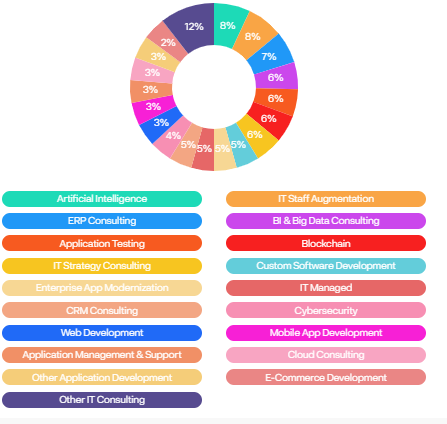 8%
8%
7%
6%
6%
6%
6%
5%
5%
5%
5%
4%
3%
3%
3%
3%
3%
2%
12%
Artificial Intelligence
IT Staff Augmentation
ERP Consulting
BI & Big Data Consulting
Application Testing
Blockchain
IT Strategy Consulting
Custom Software Development
Enterprise App Modernization
IT Managed
CRM Consulting
Cybersecurity
Web Development
Mobile App Development
Application Management & Support
Cloud Consulting
Other Application Development
E-Commerce Development
Other IT Consulting